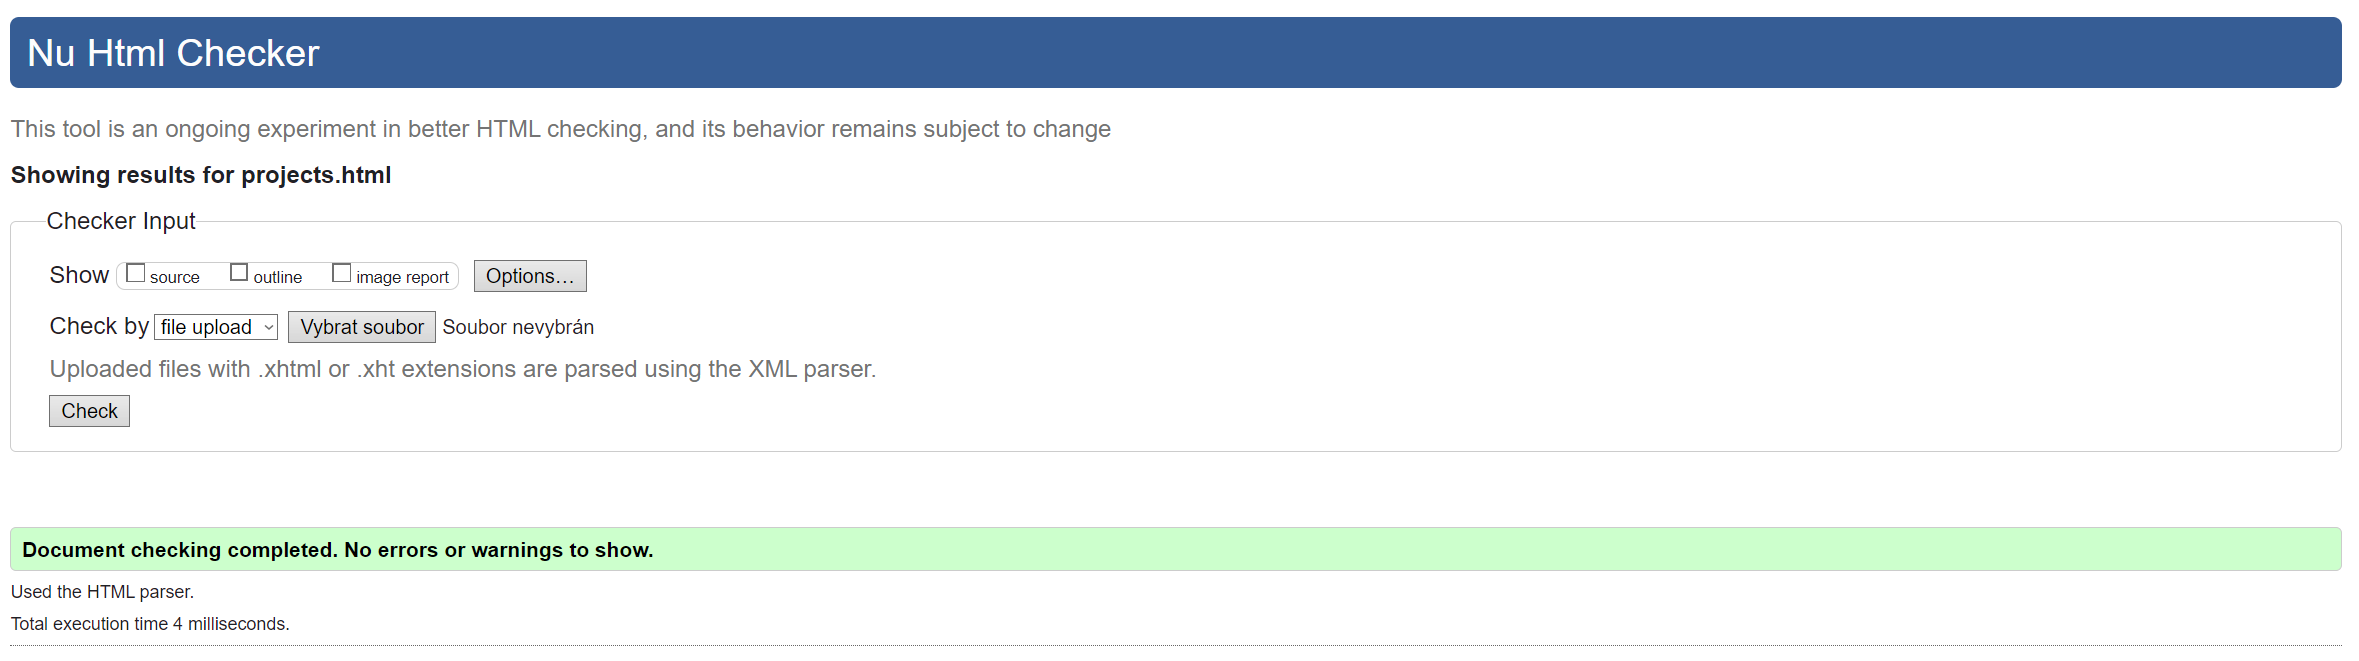 Nu Html Checker
This tool is an ongoing experiment in better HTML checking, and its behavior remains subject to change
Showing results for projects.html
Checker Input
Show source outline image report Options...
Check by file upload Vybrat soubor Soubor nevybrán
Uploaded files with .xhtml or .xht extensions are parsed using the XML parser.
Check
Document checking completed. No errors or warnings to show.
Used the HTML parser.
Total execution time 4 milliseconds.